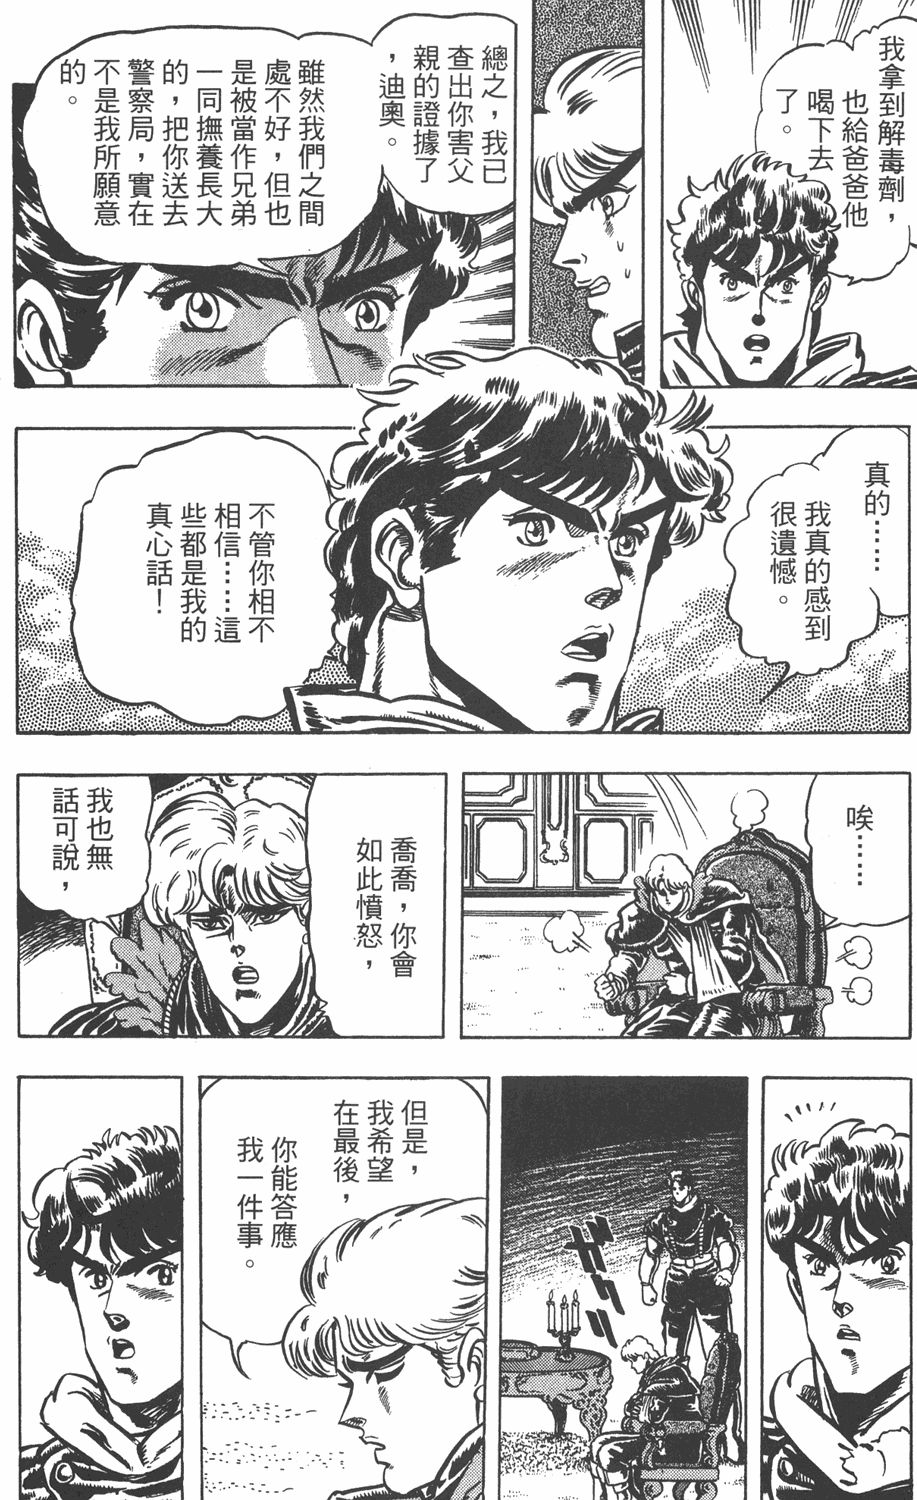 我拿到解毒劑，
也給爸爸他
喝下去
了。
總之，我已
查出你害父
親的證據了
，迪奧。
雖然我們之間
處不好，但也
是被當作兄弟
一同撫養長大
的，把你送去
警察局，實在
不是我所願意
的。
真的……
我真的感到
很遺憾。
不管你相不
相信……這
些都是我的
真心話！
唉……
喬喬，你會
如此憤怒，
我也無
話可說，
但是，
我希望
在最後，
你能答應
我一件事。